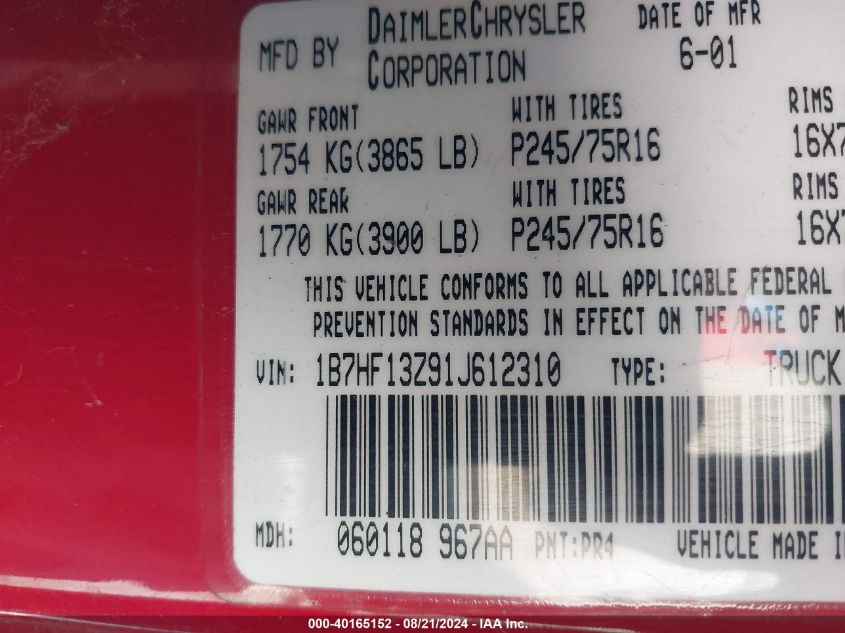 MFD BY DAIMLERCHRYSLER CORPORATION DATE OF MFR 6-01
GAWR FRONT WITH TIRES RIMS
1754 KG(3865 LB) P245/75R16 16X7
GAWR REAR WITH TIRES RIMS
1770 KG(3900 LB) P245/75R16 16X7
THIS VEHICLE CONFORMS TO ALL APPLICABLE FEDERAL
PREVENTION STANDARDS IN EFFECT ON THE DATE OF M
VIN: 1B7HF13Z91J612310 TYPE: TRUCK
MDH: 060118 967AA PNT:PR4 VEHICLE MADE I
000-40165152 - 08/21/2024 - IAA Inc.